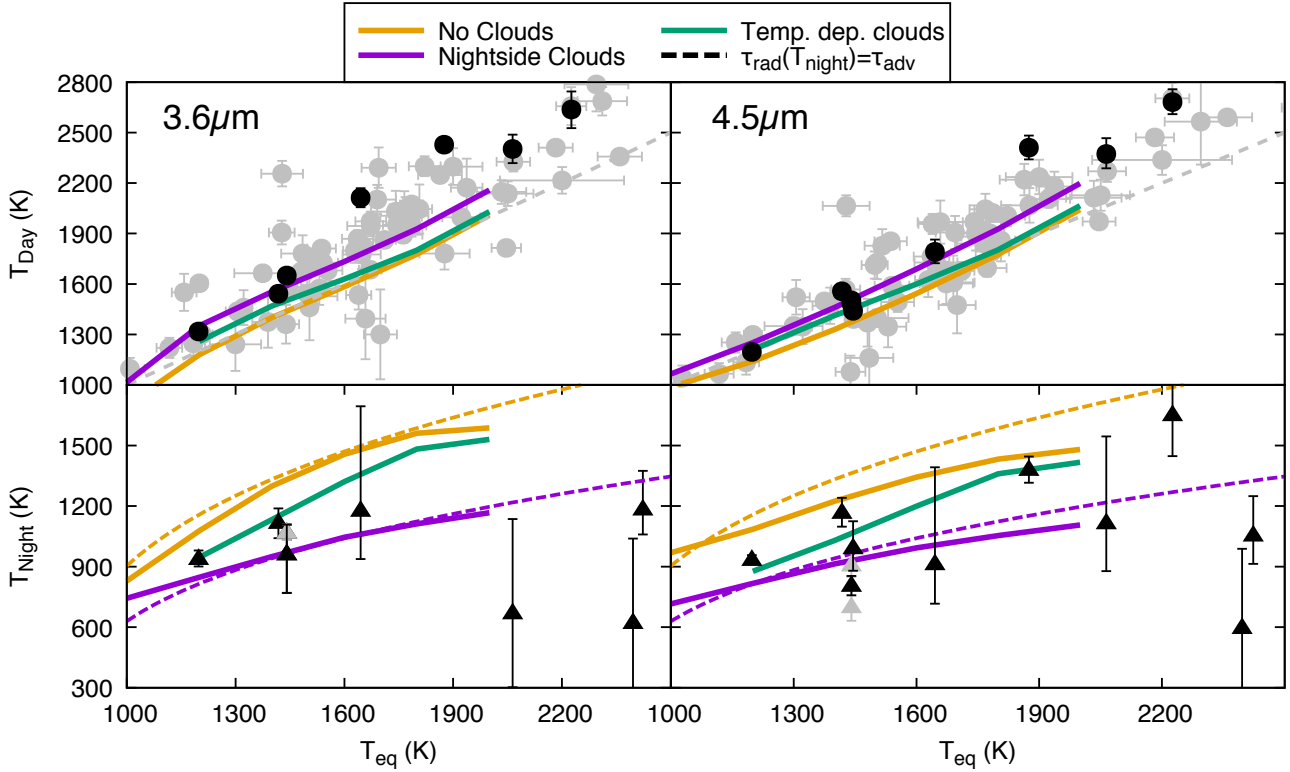 No Clouds
Nightside Clouds
Temp. dep. clouds
τrad(Tnight)=τadv
3.6µm
4.5µm
TDay (K)
2800
2500
2200
1900
1600
1300
1000
TNight (K)
1500
1200
900
600
300
1000 1300 1600 1900 2200
1000 1300 1600 1900 2200
Teq (K)
Teq (K)